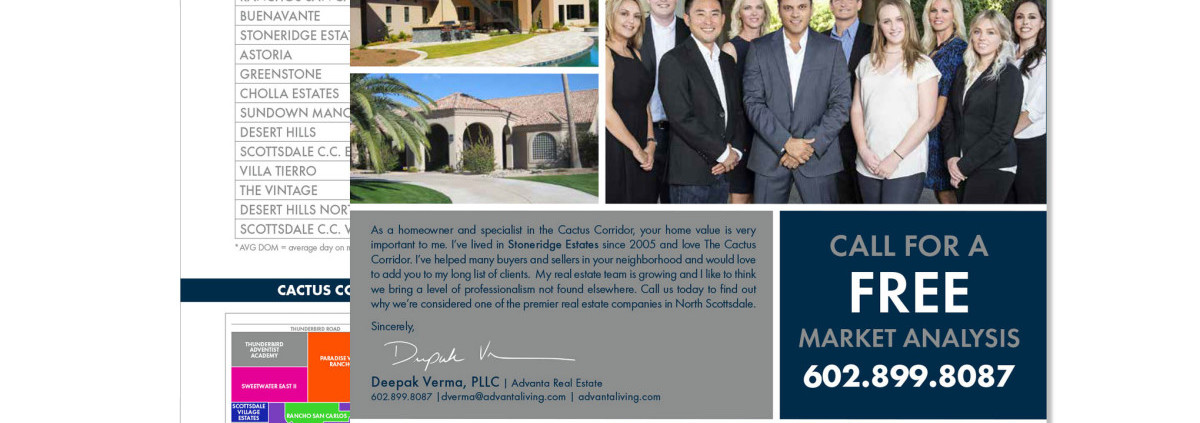 BUENAVANTE
STONERIDGE ESTA
ASTORIA
GREENSTONE
CHOLLA ESTATES
SUNDOWN MANO
DESERT HILLS
SCOTTSDALE C.C. E
VILLA TIERRO
THE VINTAGE
DESERT HILLS NOR
SCOTTSDALE C.C. V
*AVG DOM = average day on
CACTUS CO
THUNDERBIRD ROAD
THUNDERBIRD
ADVENTIST
ACADEMY
PARADISE V
RANCH
SWEETWATER EAST II
SCOTTSDALE
VILLAGE
ESTATES
RANCHO SAN CARLOS
As a homeowner and specialist in the Cactus Corridor, your home value is very
important to me. I've lived in Stoneridge Estates since 2005 and love The Cactus
Corridor. I've helped many buyers and sellers in your neighborhood and would love
to add you to my long list of clients. My real estate team is growing and I like to think
we bring a level of professionalism not found elsewhere. Call us today to find out
why we're considered one of the premier real estate companies in North Scottsdale.
Sincerely,
Deepak Verma, PLLC | Advanta Real Estate
602.899.8087 |dverma@advantaliving.com | advantaliving.com
CALL FOR A
FREE
MARKET ANALYSIS
602.899.8087